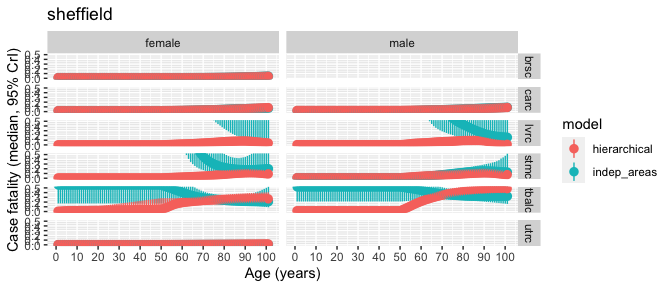 sheffield
female male
Case fatality (median, 95% CrI)
0.5
brsc
carc
lvrc
stmc
tbalc
utrc
0 10 20 30 40 50 60 70 80 90 100 0 10 20 30 40 50 60 70 80 90 100
Age (years)
model
hierarchical
indep_areas